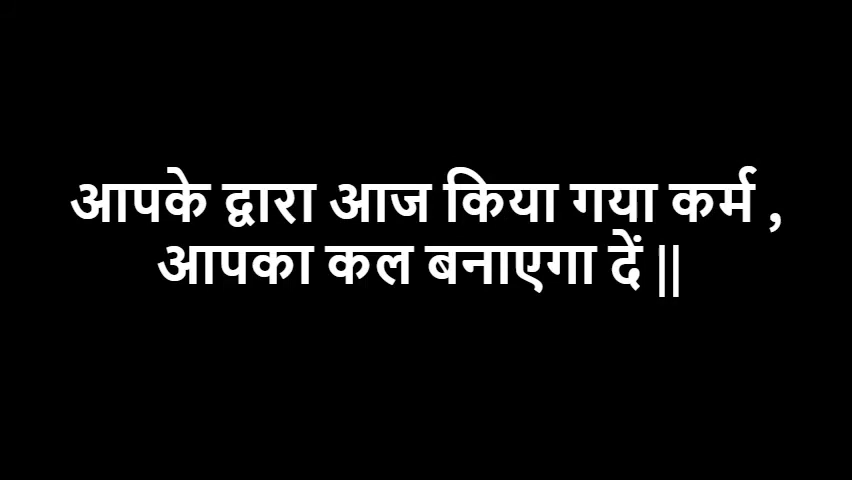 आपके द्वारा आज किया गया कर्म ,
आपका कल बनाएगा दें ||